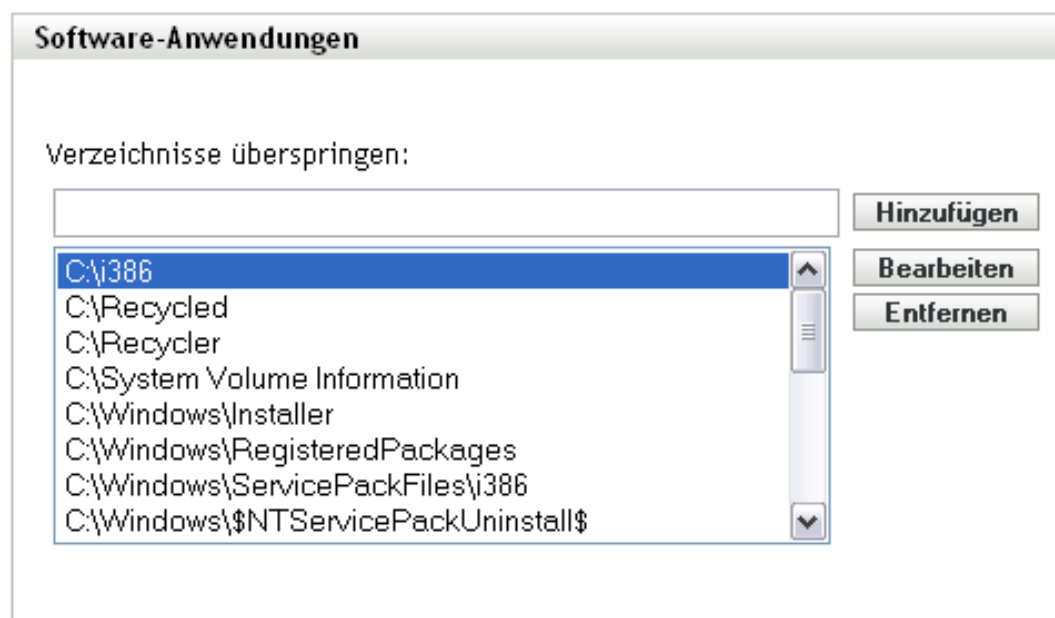 Software-Anwendungen
Verzeichnisse überspringen:
Hinzufügen
C:\i386
Bearbeiten
C:\Recycled
Entfernen
C:\Recycler
C:\System Volume Information
C:\Windows\Installer
C:\Windows\RegisteredPackages
C:\Windows\ServicePackFiles\i386
C:\Windows\$NTServicePackUninstall$